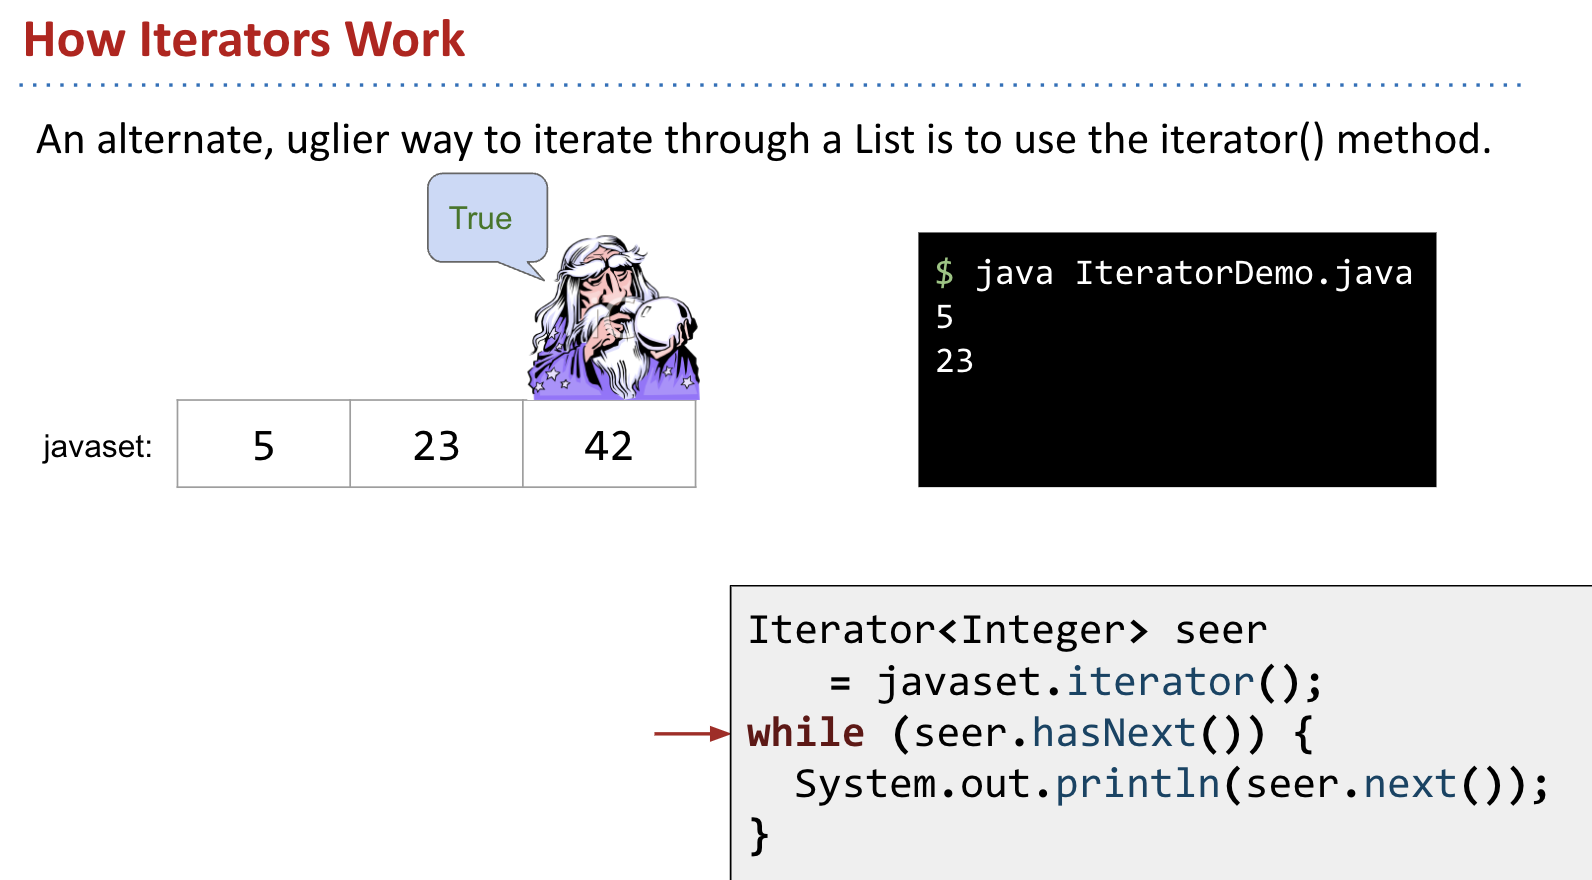 How Iterators Work
An alternate, uglier way to iterate through a List is to use the iterator() method.
True
$ java IteratorDemo.java
5
23
javaset: 5 23 42
Iterator<Integer> seer
    = javaset.iterator();
while (seer.hasNext()) {
  System.out.println(seer.next());
}